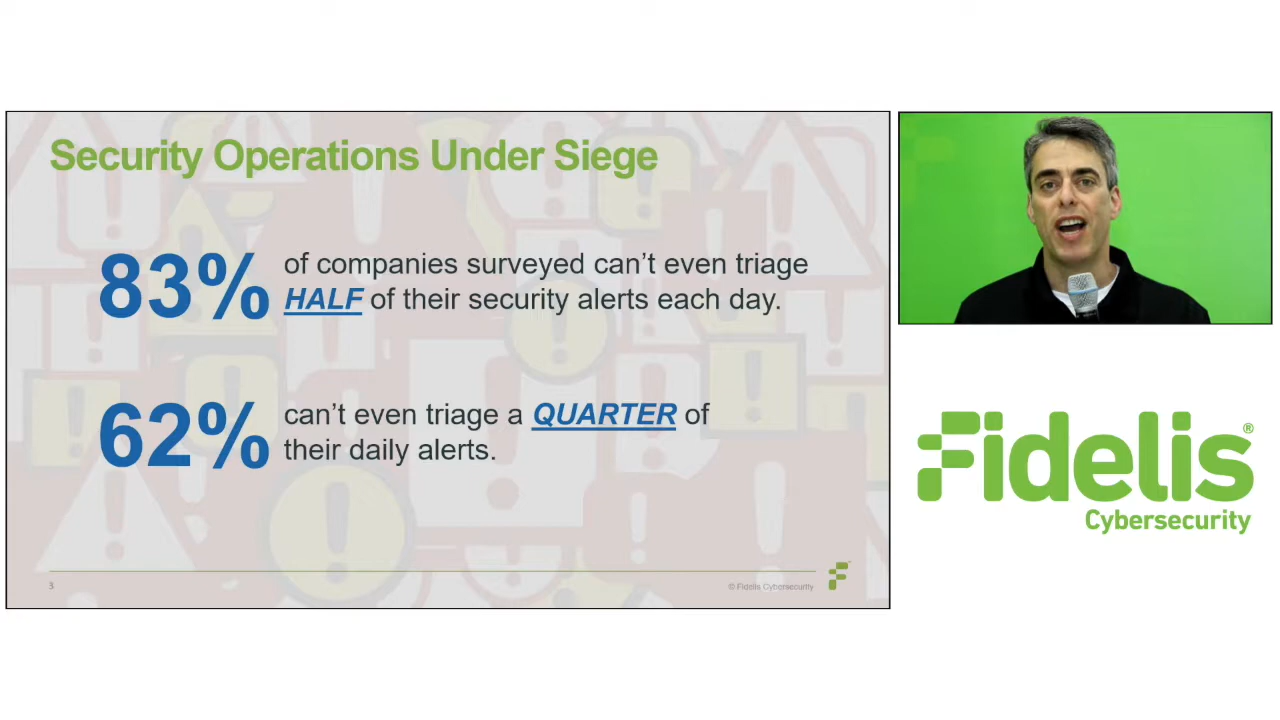 Security Operations Under Siege
83%
of companies surveyed can't even triage
HALF of their security alerts each day.
62%
can't even triage a QUARTER of
their daily alerts.
3
© Fidelis Cybersecurity
Fidelis®
Cybersecurity